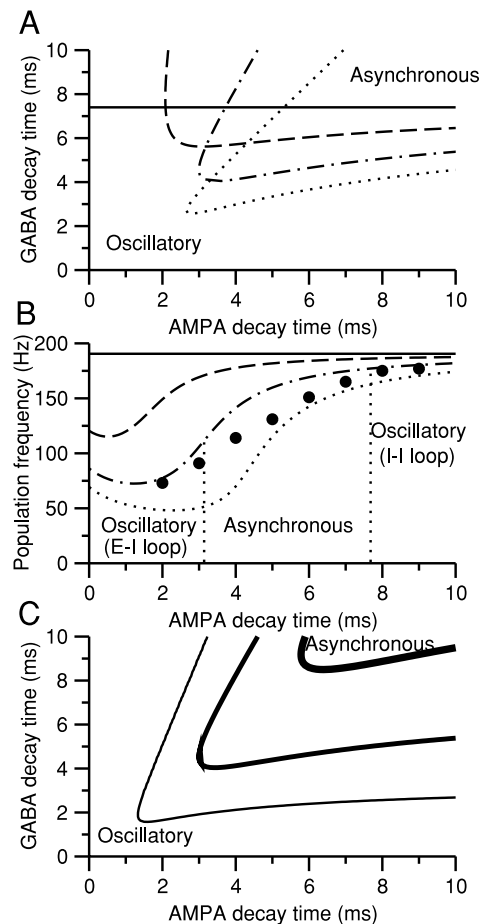 A
10
8
6
4
2
0
GABA decay time (ms)
Asynchronous
Oscillatory
0 2 4 6 8 10
AMPA decay time (ms)
B
200
150
100
50
0
Population frequency (Hz)
Oscillatory
(I-I loop)
Oscillatory
(E-I loop)
Asynchronous
0 2 4 6 8 10
AMPA decay time (ms)
C
10
8
6
4
2
0
GABA decay time (ms)
Asynchronous
Oscillatory
0 2 4 6 8 10
AMPA decay time (ms)